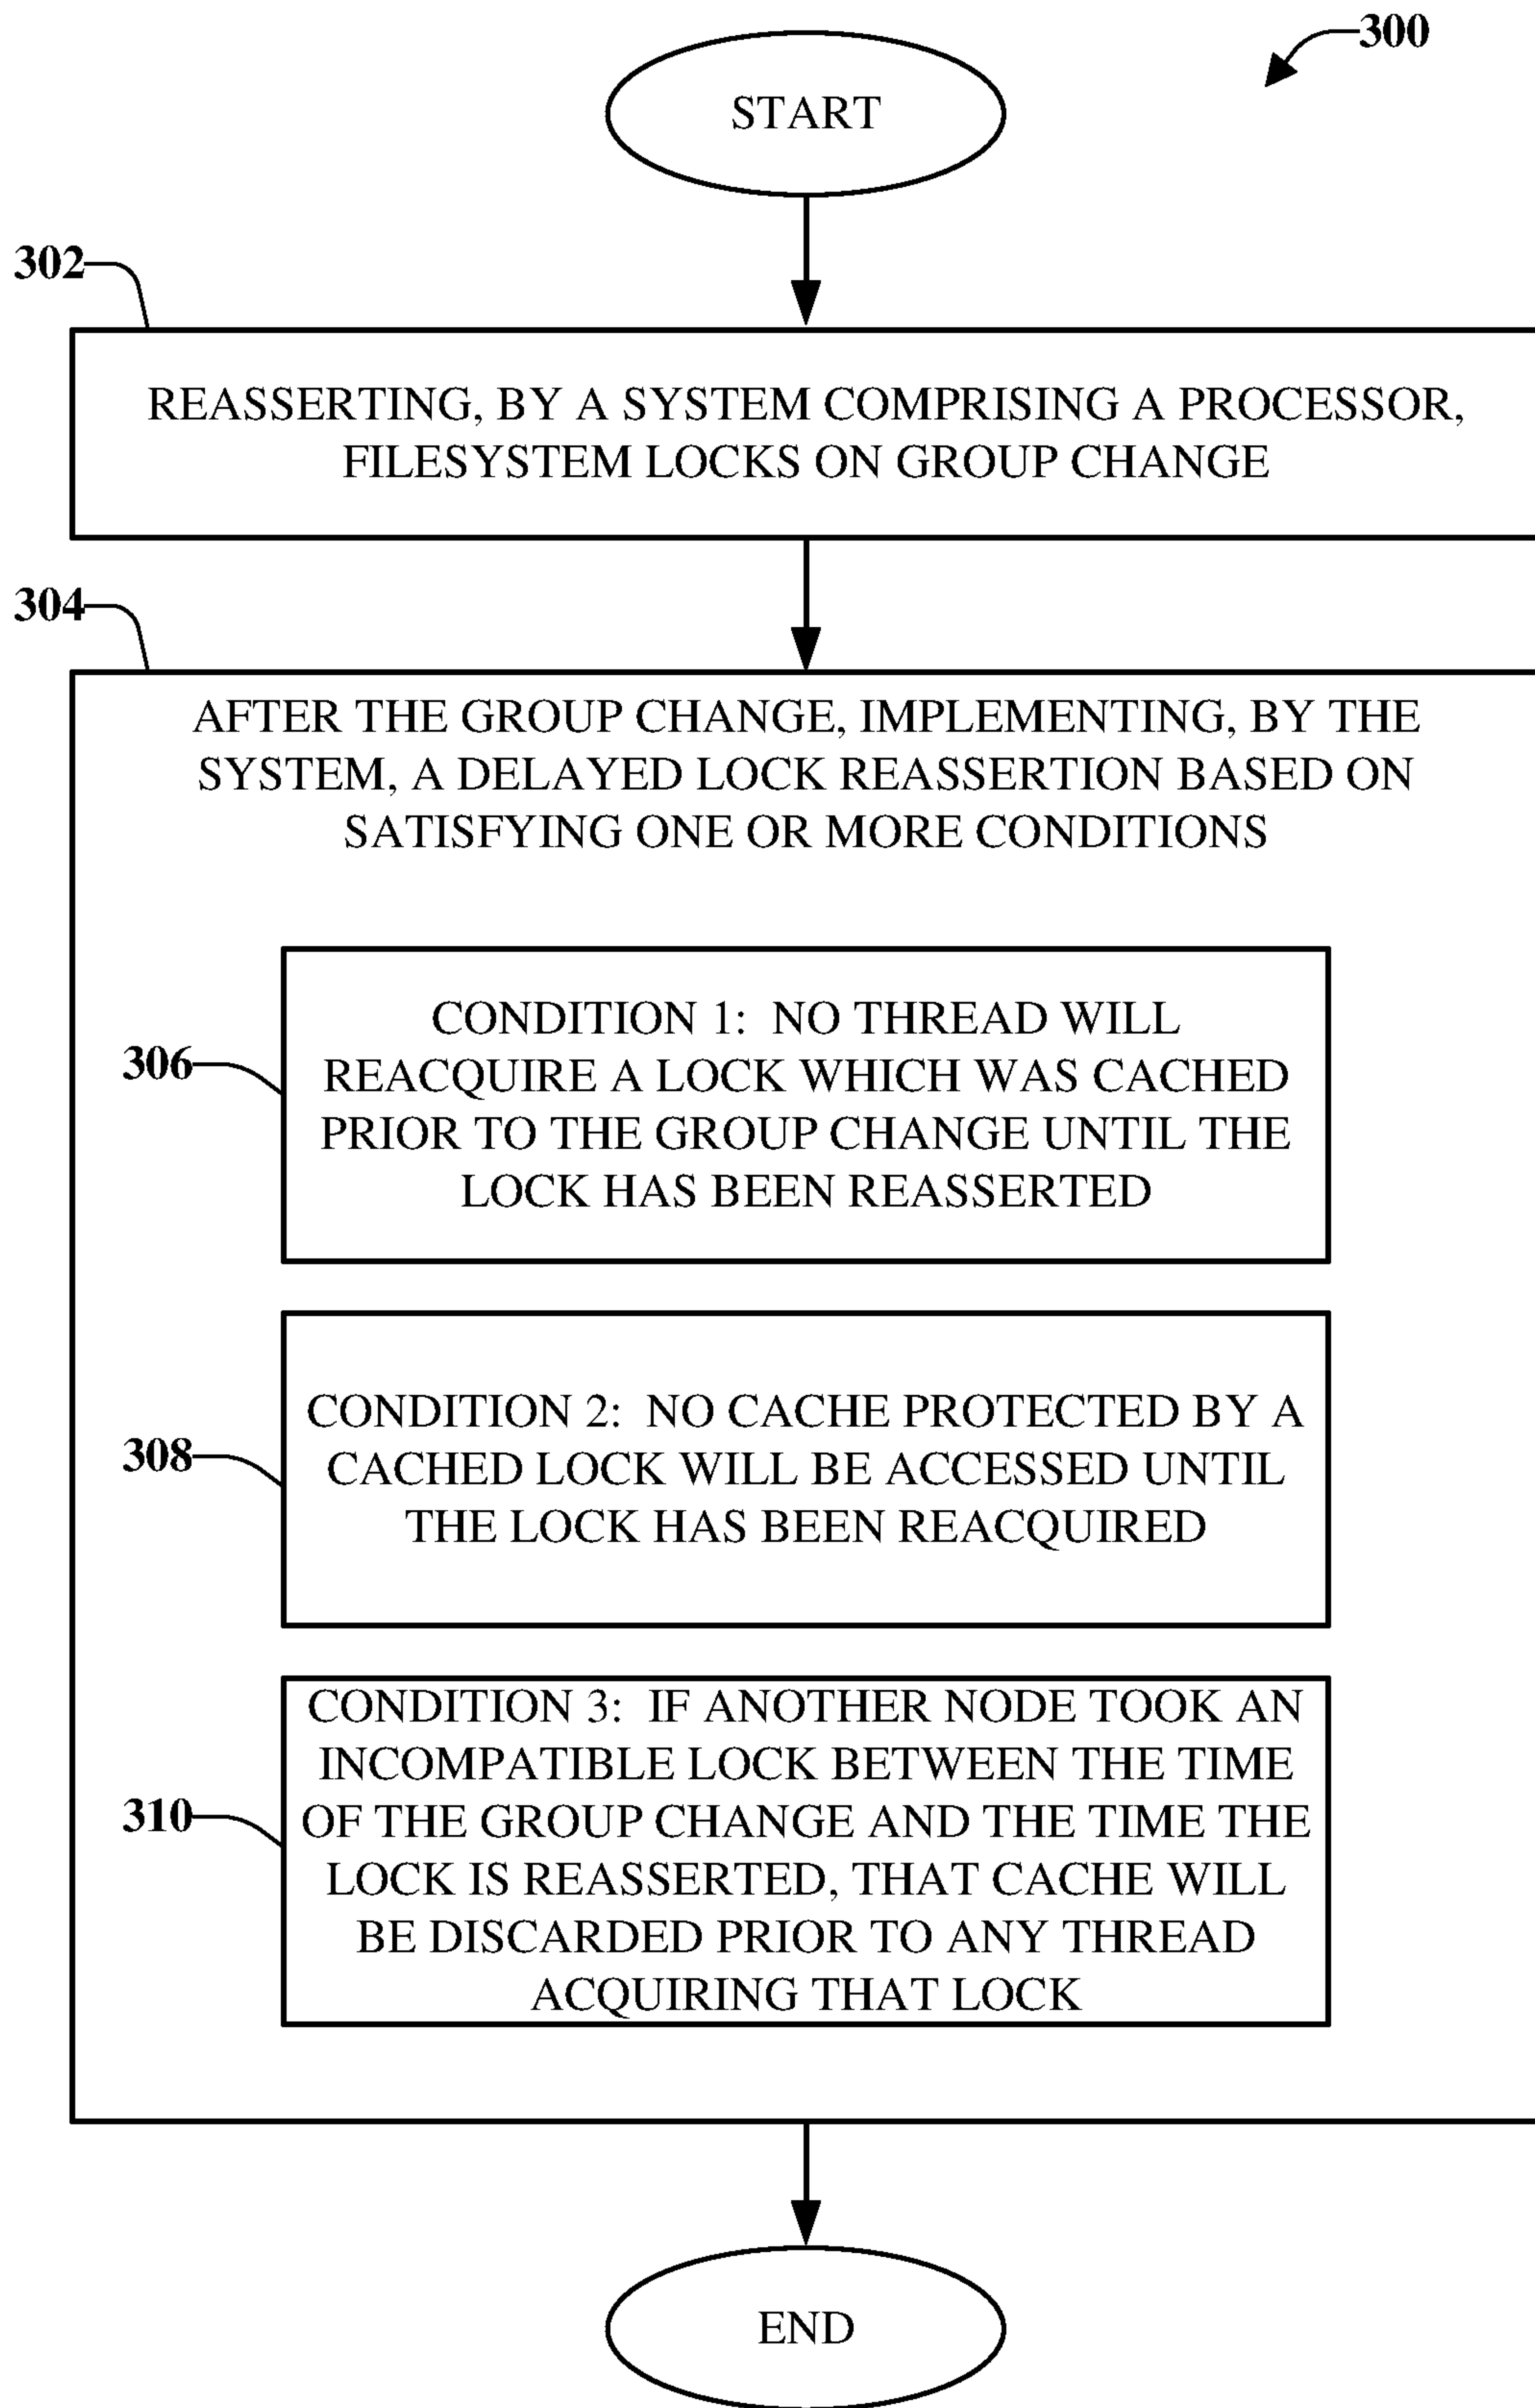 300
START
302
REASSERTING, BY A SYSTEM COMPRISING A PROCESSOR,
FILESYSTEM LOCKS ON GROUP CHANGE
304
AFTER THE GROUP CHANGE, IMPLEMENTING, BY THE
SYSTEM, A DELAYED LOCK REASSERTION BASED ON
SATISFYING ONE OR MORE CONDITIONS
306
CONDITION 1: NO THREAD WILL
REACQUIRE A LOCK WHICH WAS CACHED
PRIOR TO THE GROUP CHANGE UNTIL THE
LOCK HAS BEEN REASSERTED
308
CONDITION 2: NO CACHE PROTECTED BY A
CACHED LOCK WILL BE ACCESSED UNTIL
THE LOCK HAS BEEN REACQUIRED
310
CONDITION 3: IF ANOTHER NODE TOOK AN
INCOMPATIBLE LOCK BETWEEN THE TIME
OF THE GROUP CHANGE AND THE TIME THE
LOCK IS REASSERTED, THAT CACHE WILL
BE DISCARDED PRIOR TO ANY THREAD
ACQUIRING THAT LOCK
END